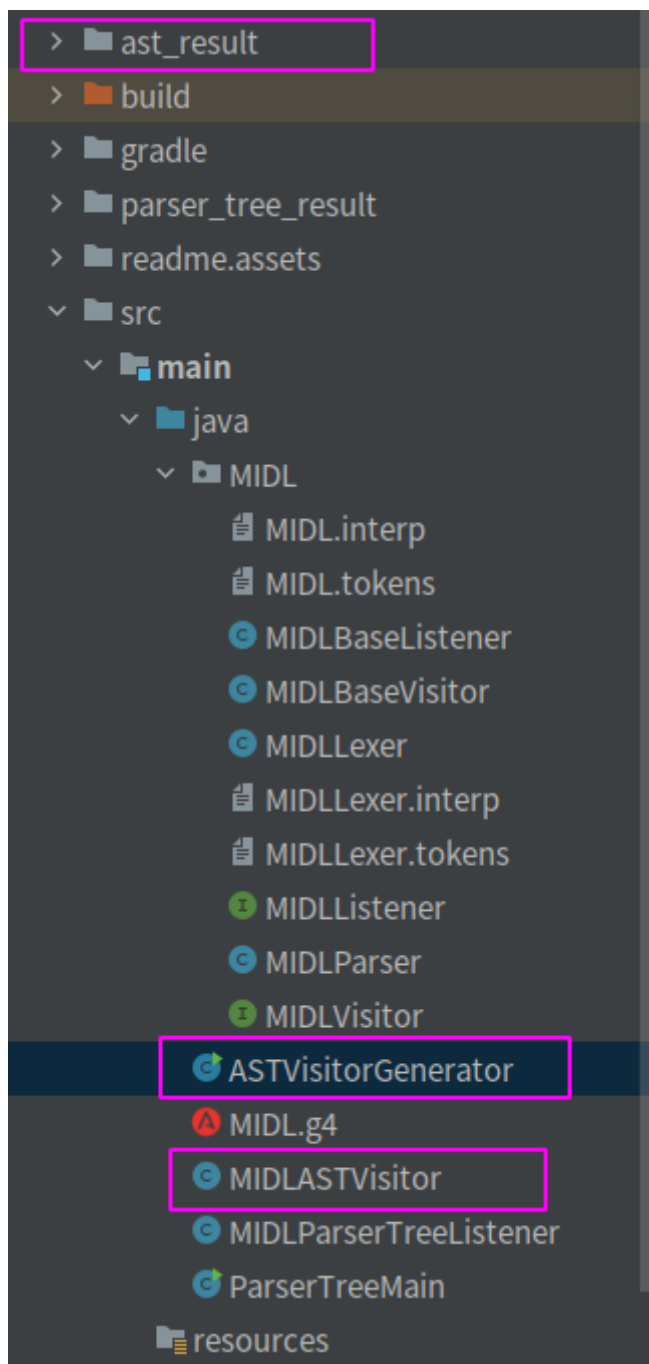 ast_result
build
gradle
parser_tree_result
readme.assets
src
main
java
MIDL
MIDL.interp
MIDL.tokens
MIDLBaseListener
MIDLBaseVisitor
MIDLLexer
MIDLLexer.interp
MIDLLexer.tokens
MIDLListener
MIDLParser
MIDLVisitor
ASTVisitorGenerator
MIDL.g4
MIDLASTVisitor
MIDLParserTreeListener
ParserTreeMain
resources